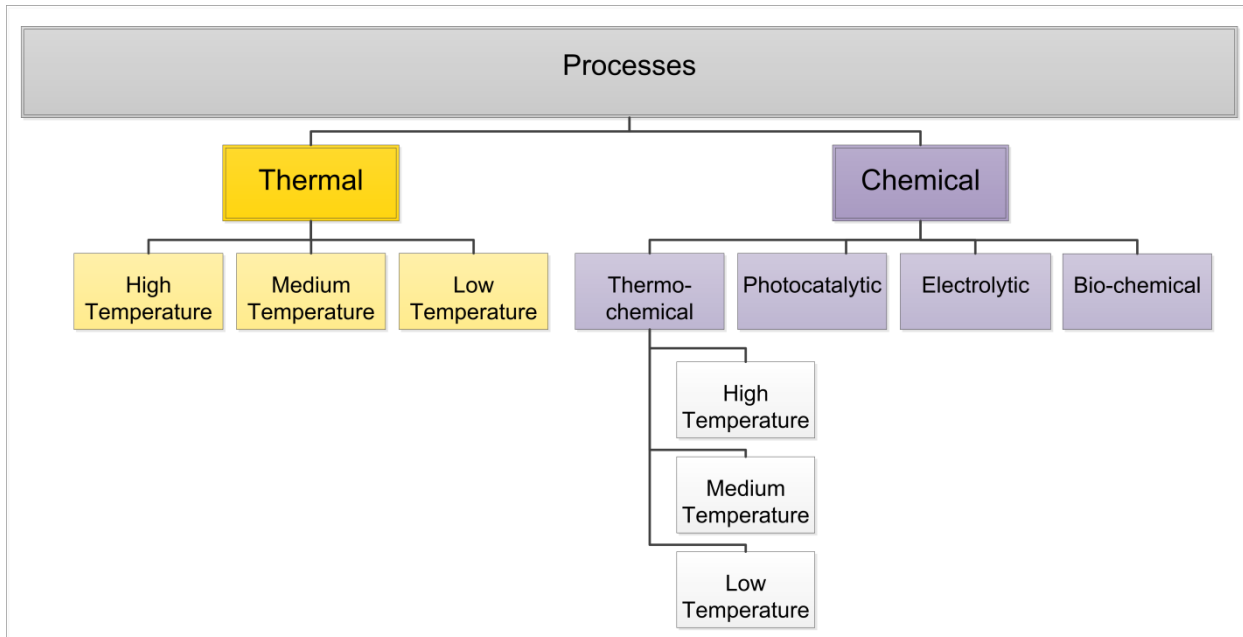 Processes
Thermal
Chemical
High
Temperature
Medium
Temperature
Low
Temperature
Thermo-
chemical
Photocatalytic
Electrolytic
Bio-chemical
High
Temperature
Medium
Temperature
Low
Temperature